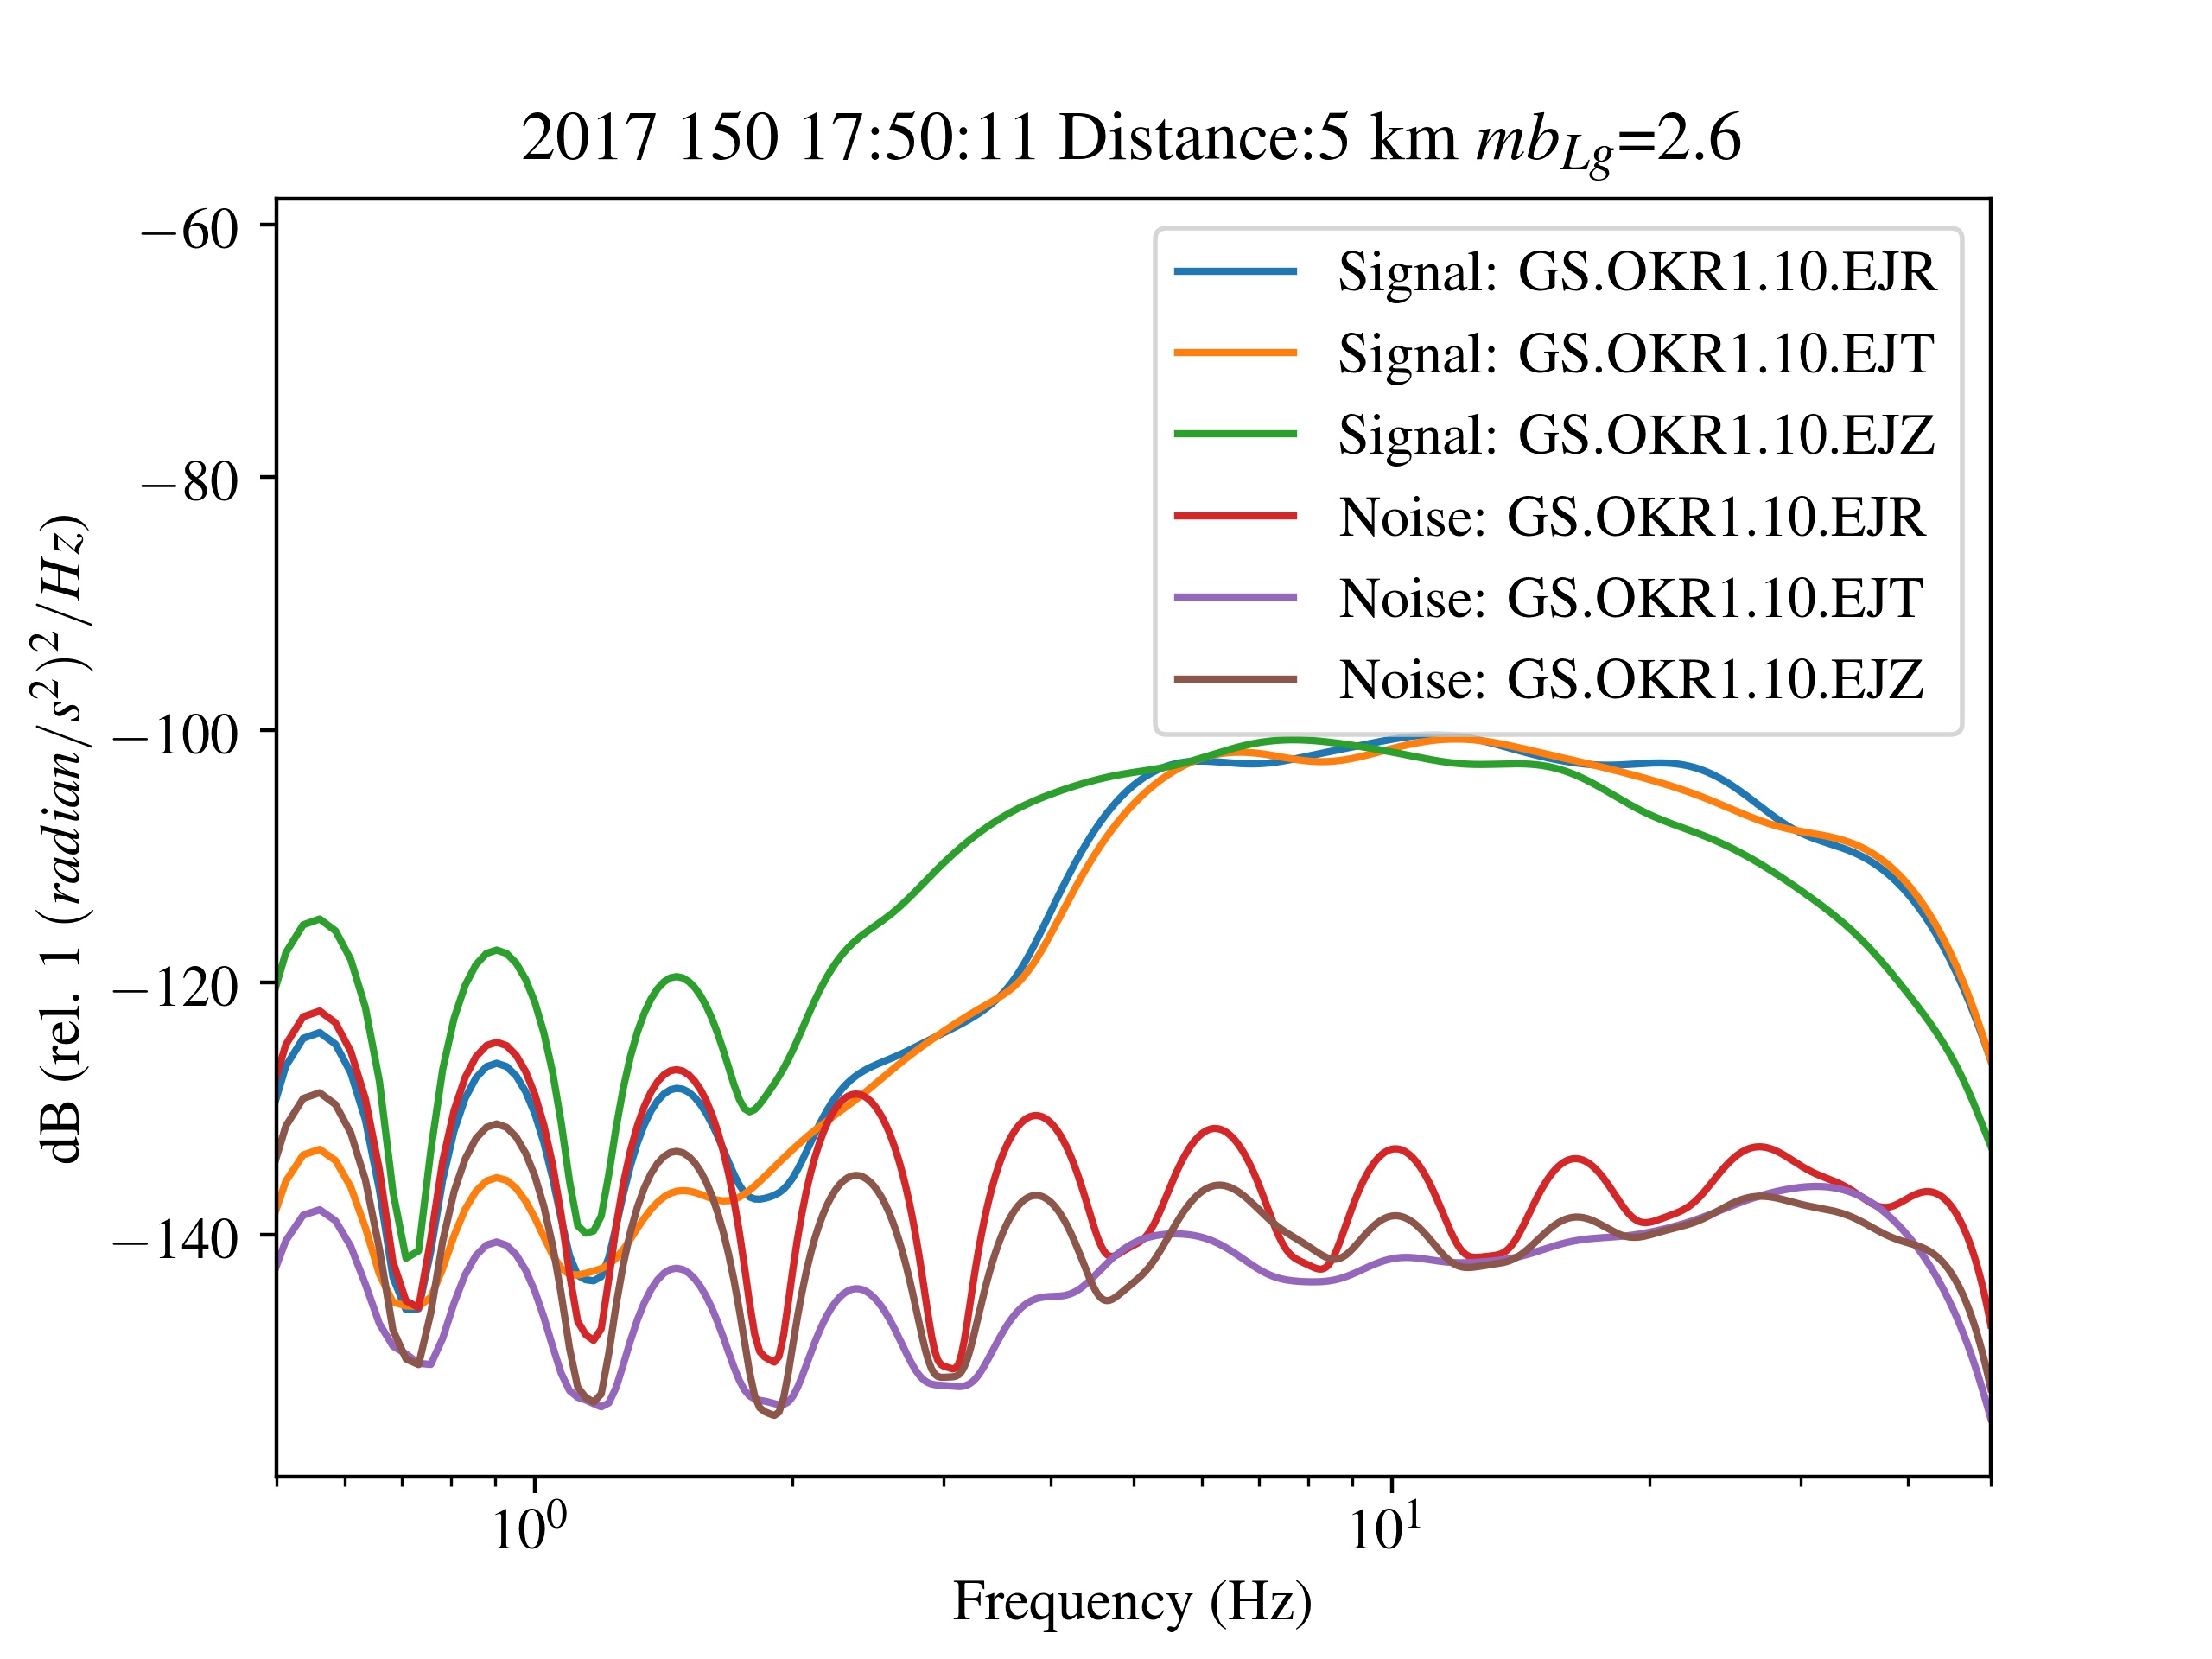 2017 150 17:50:11 Distance:5 km mb_Lg=2.6
−60
−80
−100
−120
−140
dB (rel. 1 (radian/s²)²/Hz)
Signal: GS.OKR1.10.EJR
Signal: GS.OKR1.10.EJT
Signal: GS.OKR1.10.EJZ
Noise: GS.OKR1.10.EJR
Noise: GS.OKR1.10.EJT
Noise: GS.OKR1.10.EJZ
10⁰ 10¹
Frequency (Hz)